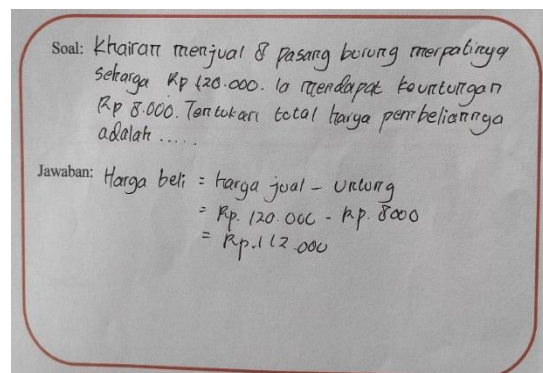 Soal: Khairan menjual 8 pasang burung merpatinya
seharga Rp 120.000. Ia mendapat keuntungan
Rp 8.000. Tentukan total harga pembeliannya
adalah .....
Jawaban: Harga beli = harga jual - untung
= Rp. 120.000 - Rp. 8000
= Rp. 112.000